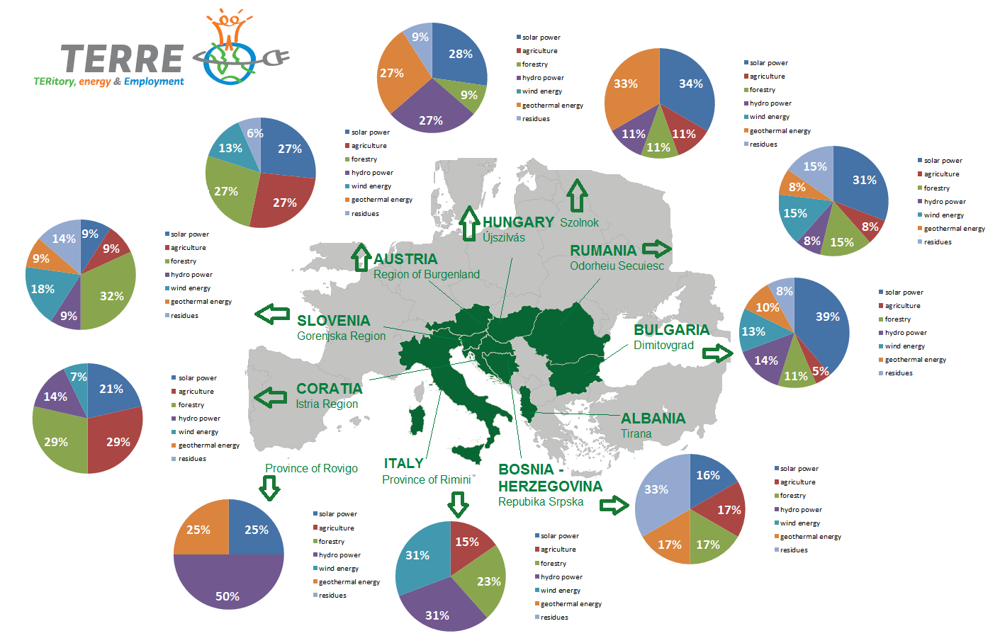 TERRE
TERitory, energy & Employment
9%
28%
9%
27%
27%
solar power
agriculture
forestry
hydro power
wind energy
geothermal energy
residues
33%
34%
11%
11%
11%
solar power
agriculture
forestry
hydro power
wind energy
geothermal energy
residues
6%
13%
27%
27%
27%
solar power
agriculture
forestry
hydro power
wind energy
geothermal energy
residues
15%
31%
8%
15%
8%
15%
8%
solar power
agriculture
forestry
hydro power
wind energy
geothermal energy
residues
14%
9%
9%
9%
18%
32%
9%
solar power
agriculture
forestry
hydro power
wind energy
geothermal energy
residues
HUNGARY
Újszilvás
Szolnok
AUSTRIA
Region of Burgenland
RUMANIA
Odorheiu Secuiesc
SLOVENIA
Gorenjska Region
BULGARIA
Dimitovgrad
8%
39%
10%
13%
14%
11%
5%
solar power
agriculture
forestry
hydro power
wind energy
geothermal energy
residues
7%
21%
14%
29%
29%
solar power
agriculture
forestry
hydro power
wind energy
geothermal energy
residues
CORATIA
Istria Region
ALBANIA
Tirana
Province of Rovigo
ITALY
Province of Rimini
BOSNIA -
HERZEGOVINA
Repubika Srpska
16%
33%
17%
17%
17%
solar power
agriculture
forestry
hydro power
wind energy
geothermal energy
residues
25%
25%
50%
solar power
agriculture
forestry
hydro power
wind energy
geothermal energy
residues
15%
31%
23%
31%
solar power
agriculture
forestry
hydro power
wind energy
geothermal energy
residues